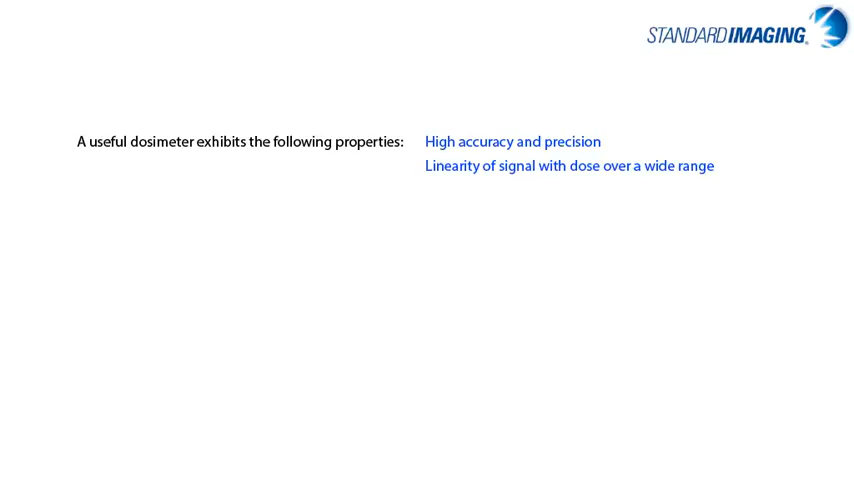 STANDARD IMAGING®
A useful dosimeter exhibits the following properties: High accuracy and precision
Linearity of signal with dose over a wide range